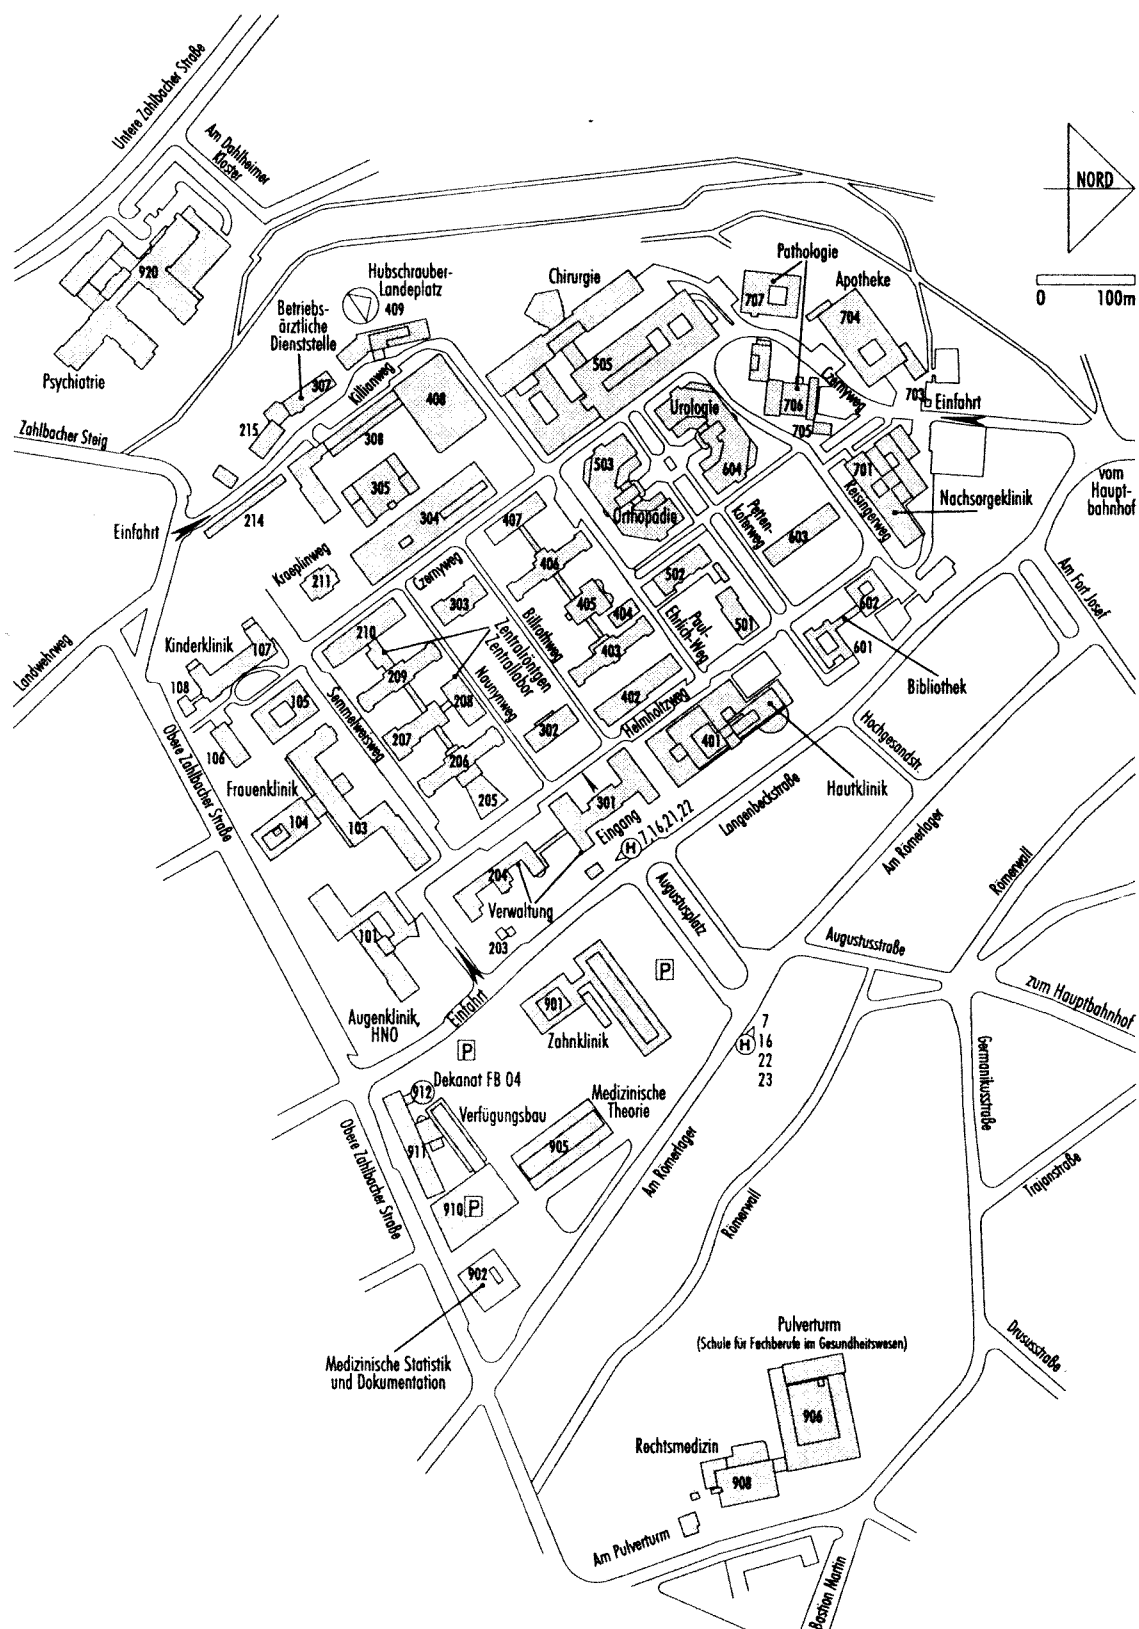 Untere Zahlbacher Straße
Am Dahlheimer
Kloster
NORD
0 100m
920
Psychiatrie
Hubschrauber-
Landeplatz
409
Betriebs-
ärztliche
Dienststelle
307
215
Killianweg
408
308
Chirurgie
505
Pathologie
707
Apotheke
704
703
Einfahrt
706
705
Czernyweg
Urologie
604
503
Orthopädie
701
Reisingerweg
Nachsorgeklinik
vom
Haupt-
bahnhof
Am Fort Josef
Zahlbacher Steig
Einfahrt
214
305
304
Kraeplinweg
211
407
406
405
404
403
402
Czernyweg
303
Billrothweg
502
501
Paul-
Ehrlich-Weg
Petten-
koferweg
603
602
601
Bibliothek
Landwehrweg
Kinderklinik
107
108
106
105
210
209
208
207
206
205
Zentralröntgen
Zentrallabor
Naunynweg
302
Semmelweisweg
Helmholtzweg
401
Hautklinik
Hochgesandstr.
Obere Zahlbacher Straße
Frauenklinik
104
103
301
Eingang
H 7,16,21,22
Langenbeckstraße
Am Römerlager
Römerwall
204
Verwaltung
203
101
Augenklinik,
HNO
Einfahrt
Augustusplatz
Augustusstraße
zum Hauptbahnhof
P
901
Zahnklinik
H
7
16
22
23
Germanikusstraße
P
912
Dekanat FB 04
Verfügungsbau
911
910 P
Medizinische
Theorie
905
Am Römerlager
Römerwall
Trajanstraße
Obere Zahlbacher Straße
902
Medizinische Statistik
und Dokumentation
Drususstraße
Pulverturm
(Schule für Fachberufe im Gesundheitswesen)
906
Rechtsmedizin
908
Am Pulverturm
Bastion Martin